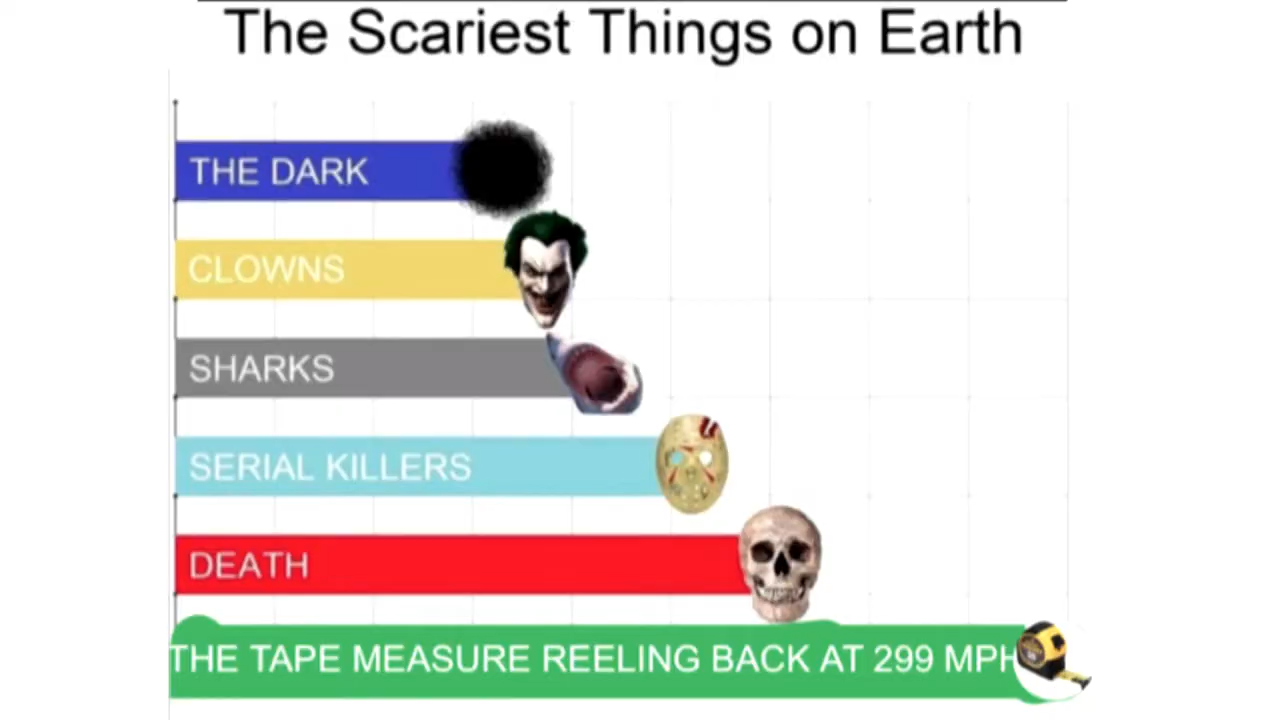 The Scariest Things on Earth
THE DARK
CLOWNS
SHARKS
SERIAL KILLERS
DEATH
THE TAPE MEASURE REELING BACK AT 299 MPH